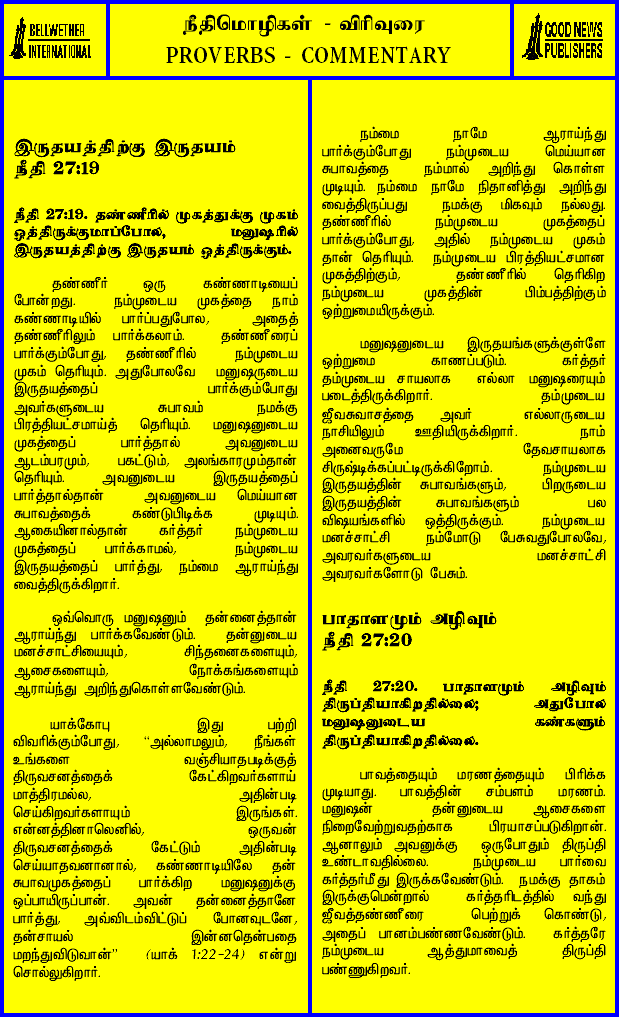 BELLWETHER
INTERNATIONAL
நீதிமொழிகள் - விரிவுரை
PROVERBS - COMMENTARY
GOOD NEWS
PUBLISHERS
இருதயத்திற்கு இருதயம்
நீதி 27:19
நீதி 27:19. தண்ணீரில் முகத்துக்கு முகம்
ஒத்திருக்குமாப்போல, மனுஷரில்
இருதயத்திற்கு இருதயம் ஒத்திருக்கும்.
தண்ணீர் ஒரு கண்ணாடியைப்
போன்றது. நம்முடைய முகத்தை நாம்
கண்ணாடியில் பார்ப்பதுபோல, அதைத்
தண்ணீரிலும் பார்க்கலாம். தண்ணீரைப்
பார்க்கும்போது, தண்ணீரில் நம்முடைய
முகம் தெரியும். அதுபோலவே மனுஷருடைய
இருதயத்தைப் பார்க்கும்போது
அவர்களுடைய சுபாவம் நமக்கு
பிரத்தியட்சமாய்த் தெரியும். மனுஷனுடைய
முகத்தைப் பார்த்தால் அவனுடைய
ஆடம்பரமும், பகட்டும், அலங்காரமும்தான்
தெரியும். அவனுடைய இருதயத்தைப்
பார்த்தால்தான் அவனுடைய மெய்யான
சுபாவத்தைக் கண்டுபிடிக்க முடியும்.
ஆகையினால்தான் கர்த்தர் நம்முடைய
முகத்தைப் பார்க்காமல், நம்முடைய
இருதயத்தைப் பார்த்து, நம்மை ஆராய்ந்து
வைத்திருக்கிறார்.
ஒவ்வொரு மனுஷனும் தன்னைத்தான்
ஆராய்ந்து பார்க்கவேண்டும். தன்னுடைய
மனச்சாட்சியையும், சிந்தனைகளையும்,
ஆசைகளையும், நோக்கங்களையும்
ஆராய்ந்து அறிந்துகொள்ளவேண்டும்.
யாக்கோபு இது பற்றி
விவரிக்கும்போது, “அல்லாமலும், நீங்கள்
உங்களை வஞ்சியாதபடிக்குத்
திருவசனத்தைக் கேட்கிறவர்களாய்
மாத்திரமல்ல, அதின்படி
செய்கிறவர்களாயும் இருங்கள்.
என்னத்தினாலெனில், ஒருவன்
திருவசனத்தைக் கேட்டும் அதின்படி
செய்யாதவனானால், கண்ணாடியிலே தன்
சுபாவமுகத்தைப் பார்க்கிற மனுஷனுக்கு
ஒப்பாயிருப்பான். அவன் தன்னைத்தானே
பார்த்து, அவ்விடம்விட்டுப் போனவுடனே,
தன்சாயல் இன்னதென்பதை
மறந்துவிடுவான்” (யாக் 1:22-24) என்று
சொல்லுகிறார்.
நம்மை நாமே ஆராய்ந்து
பார்க்கும்போது நம்முடைய மெய்யான
சுபாவத்தை நம்மால் அறிந்து கொள்ள
முடியும். நம்மை நாமே நிதானித்து அறிந்து
வைத்திருப்பது நமக்கு மிகவும் நல்லது.
தண்ணீரில் நம்முடைய முகத்தைப்
பார்க்கும்போது, அதில் நம்முடைய முகம்
தான் தெரியும். நம்முடைய பிரத்தியட்சமான
முகத்திற்கும், தண்ணீரில் தெரிகிற
நம்முடைய முகத்தின் பிம்பத்திற்கும்
ஒற்றுமையிருக்கும்.
மனுஷனுடைய இருதயங்களுக்குள்ளே
ஒற்றுமை காணப்படும். கர்த்தர்
தம்முடைய சாயலாக எல்லா மனுஷரையும்
படைத்திருக்கிறார். தம்முடைய
ஜீவசுவாசத்தை அவர் எல்லாருடைய
நாசியிலும் ஊதியிருக்கிறார். நாம்
அனைவருமே தேவசாயலாக
சிருஷ்டிக்கப்பட்டிருக்கிறோம். நம்முடைய
இருதயத்தின் சுபாவங்களும், பிறருடைய
இருதயத்தின் சுபாவங்களும் பல
விஷயங்களில் ஒத்திருக்கும். நம்முடைய
மனச்சாட்சி நம்மோடு பேசுவதுபோலவே,
அவரவர்களுடைய மனச்சாட்சி
அவரவர்களோடு பேசும்.
பாதாளமும் அழிவும்
நீதி 27:20
நீதி 27:20. பாதாளமும் அழிவும்
திருப்தியாகிறதில்லை; அதுபோல
மனுஷனுடைய கண்களும்
திருப்தியாகிறதில்லை.
பாவத்தையும் மரணத்தையும் பிரிக்க
முடியாது. பாவத்தின் சம்பளம் மரணம்.
மனுஷன் தன்னுடைய ஆசைகளை
நிறைவேற்றுவதற்காக பிரயாசப்படுகிறான்.
ஆனாலும் அவனுக்கு ஒருபோதும் திருப்தி
உண்டாவதில்லை. நம்முடைய பார்வை
கர்த்தர்மீது இருக்கவேண்டும். நமக்கு தாகம்
இருக்குமென்றால் கர்த்தரிடத்தில் வந்து
ஜீவத்தண்ணீரை பெற்றுக் கொண்டு,
அதைப் பானம்பண்ணவேண்டும். கர்த்தரே
நம்முடைய ஆத்துமாவைத் திருப்தி
பண்ணுகிறவர்.